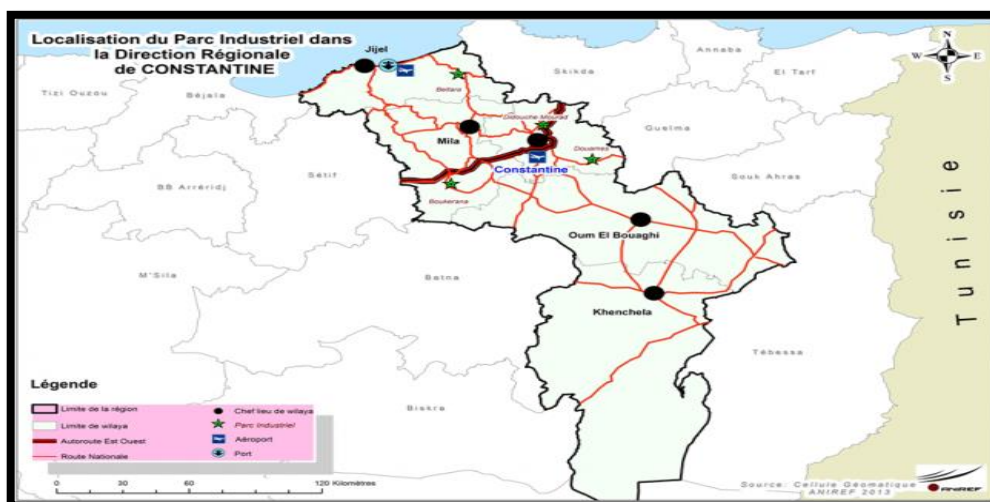 Localisation du Parc Industriel dans
la Direction Régionale
de CONSTANTINE
N
W E
S
Jijel
Bellara
Skikda
Annaba
El Tarf
Tizi Ouzou
Béjaia
Didouche Mourad
Guelma
Mila
Douames
Constantine
Sétif
BB Arréridj
Souk Ahras
Boukerana
Oum El Bouaghi
M'Sila
Batna
Khenchela
Tunisie
Tébessa
Biskra
Légende
Limite de la région
Limite de wilaya
Autoroute Est Ouest
Route Nationale
Chef lieu de wilaya
Parc Industriel
Aéroport
Port
0 30 60 120 Kilomètres
Source: Cellule Géomatique
ANIREF 2013
ANIREF